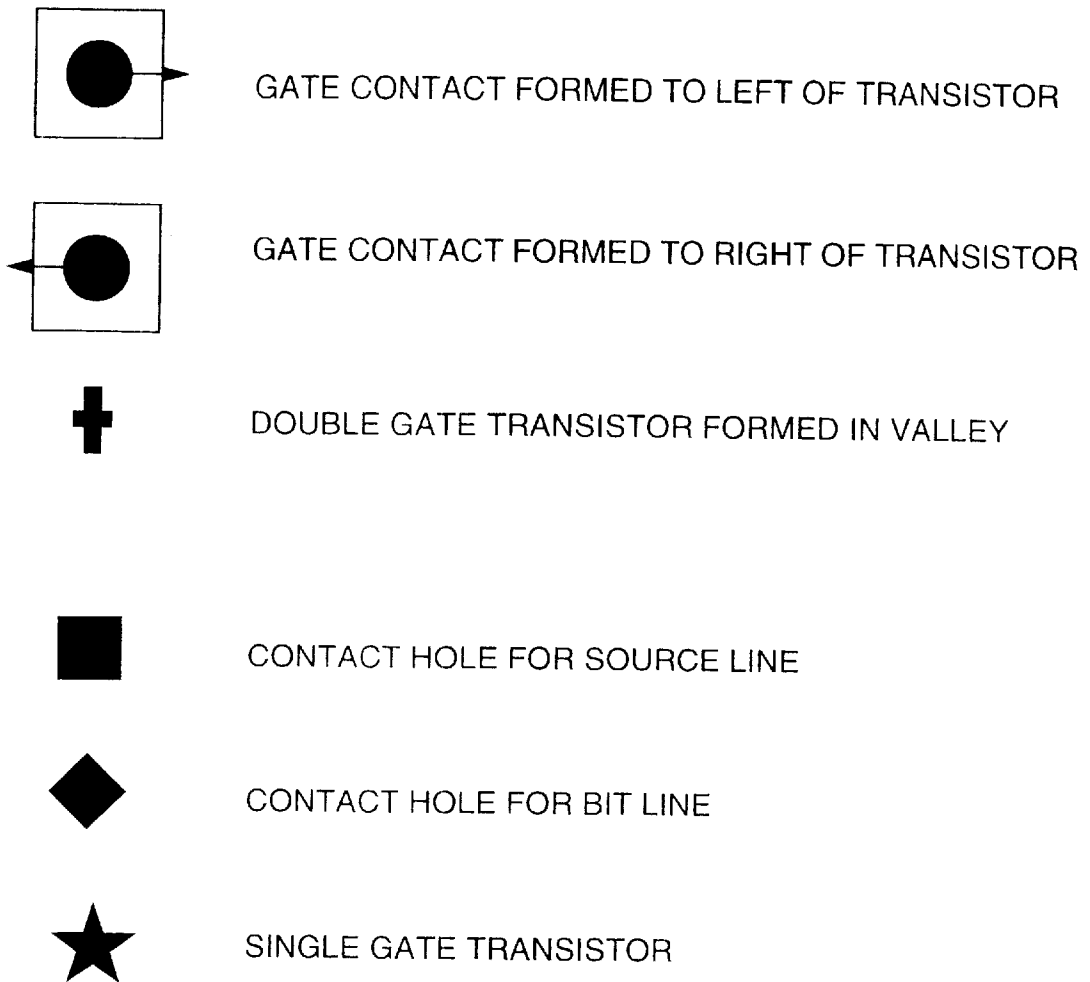 GATE CONTACT FORMED TO LEFT OF TRANSISTOR
GATE CONTACT FORMED TO RIGHT OF TRANSISTOR
DOUBLE GATE TRANSISTOR FORMED IN VALLEY
CONTACT HOLE FOR SOURCE LINE
CONTACT HOLE FOR BIT LINE
SINGLE GATE TRANSISTOR